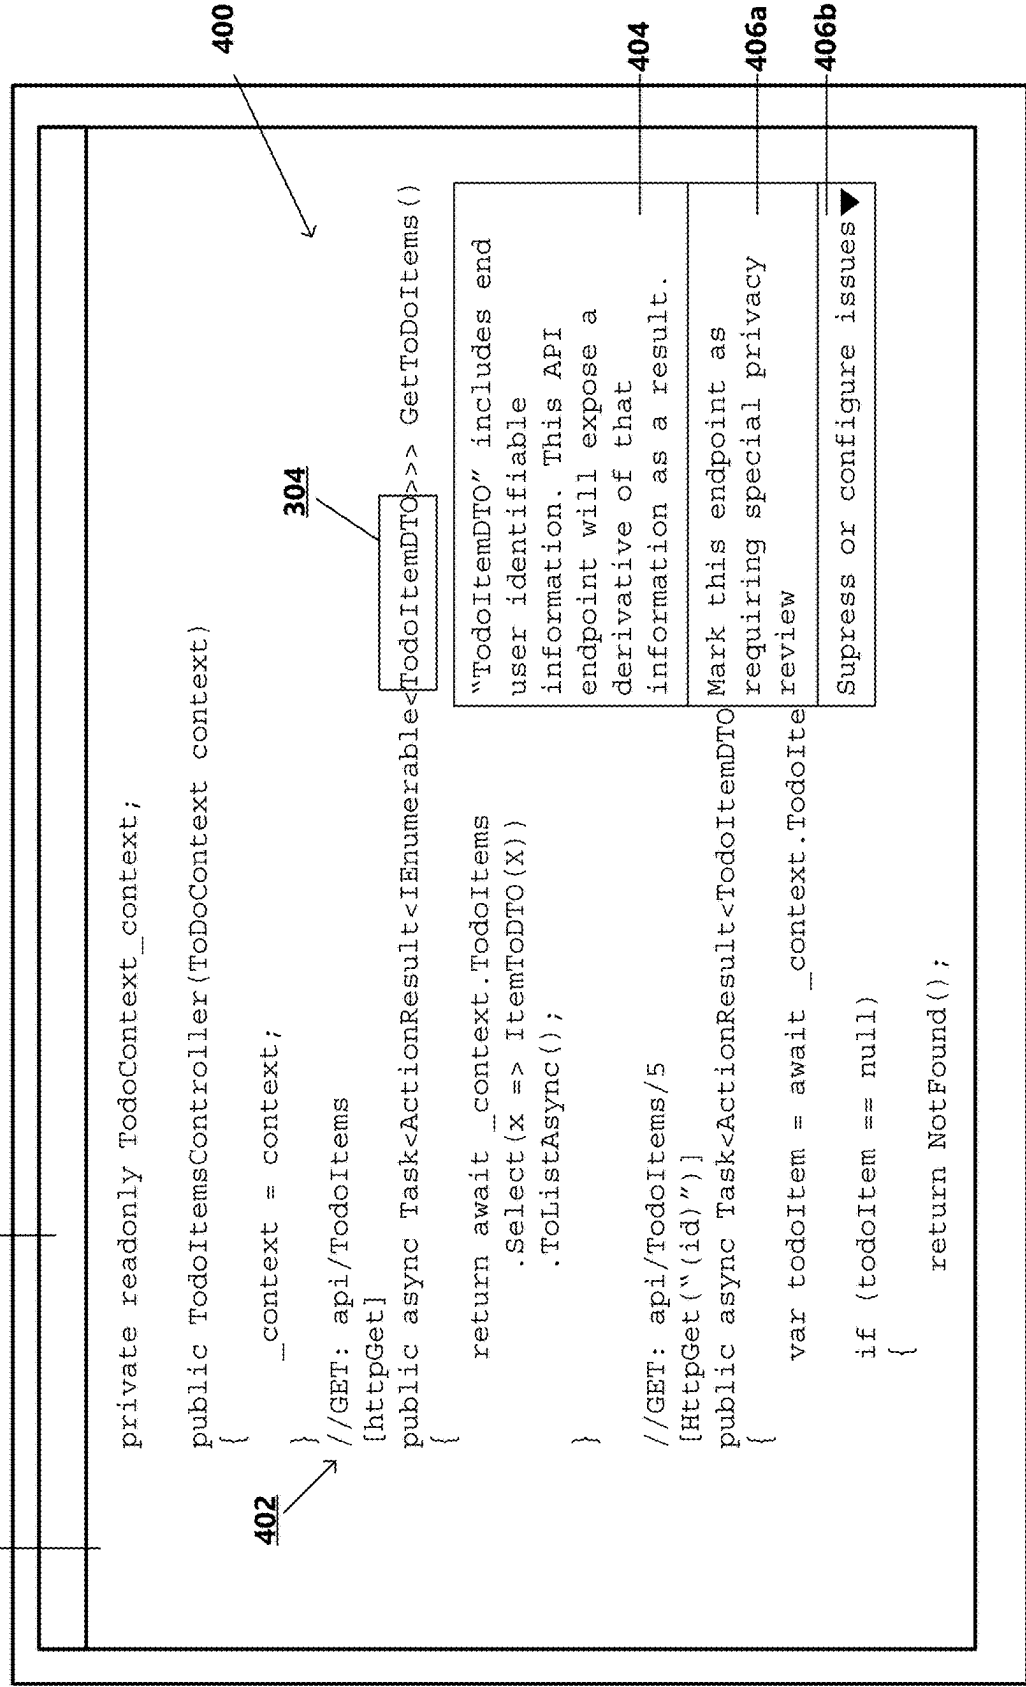 400
private readonly TodoContext_context;
public TodoItemsController(ToDoContext context)
{
_context = context;
}
304
402
//GET: api/TodoItems
[httpGet]
public async Task<ActionResult<IEnumerable<TodoItemDTO>>> GetToDoItems()
{
return await _context.TodoItems
.Select(x => ItemToDTO(X))
.ToListAsync();
}
“TodoItemDTO” includes end
user identifiable
information. This API
endpoint will expose a
derivative of that
information as a result.
404
//GET: api/TodoItems/5
[HttpGet(“(id)”)]
public async Task<ActionResult<TodoItemDTO
{
var todoItem = await _context.TodoIte
Mark this endpoint as
requiring special privacy
review
406a
Supress or configure issues
406b
if (todoItem == null)
{
return NotFound();